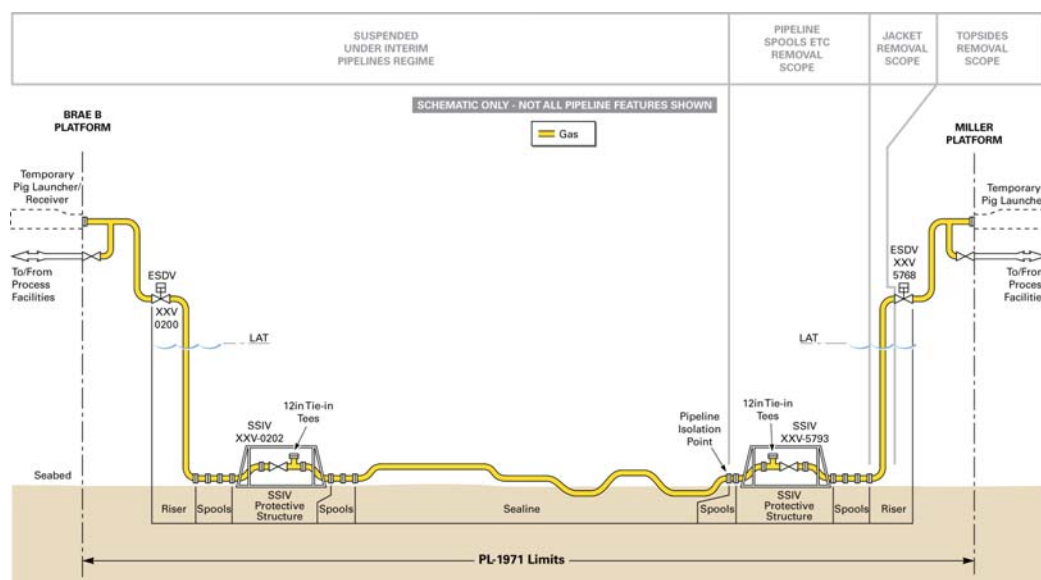 SUSPENDED
UNDER INTERIM
PIPELINES REGIME
PIPELINE
SPOOLS ETC
REMOVAL
SCOPE
JACKET
REMOVAL
SCOPE
TOPSIDES
REMOVAL
SCOPE
SCHEMATIC ONLY - NOT ALL PIPELINE FEATURES SHOWN
Gas
BRAE B
PLATFORM
MILLER
PLATFORM
Temporary
Pig Launcher/
Receiver
To/From
Process
Facilities
ESDV
XXV
0200
LAT
Temporary
Pig Launcher
ESDV
XXV
5768
To/From
Process
Facilities
LAT
12in Tie-in
Tees
SSIV
XXV-0202
Pipeline
Isolation
Point
12in Tie-in
Tees
SSIV
XXV-5793
Seabed
Riser
Spools
SSIV
Protective
Structure
Spools
Sealine
Spools
SSIV
Protective
Structure
Spools
Riser
PL-1971 Limits